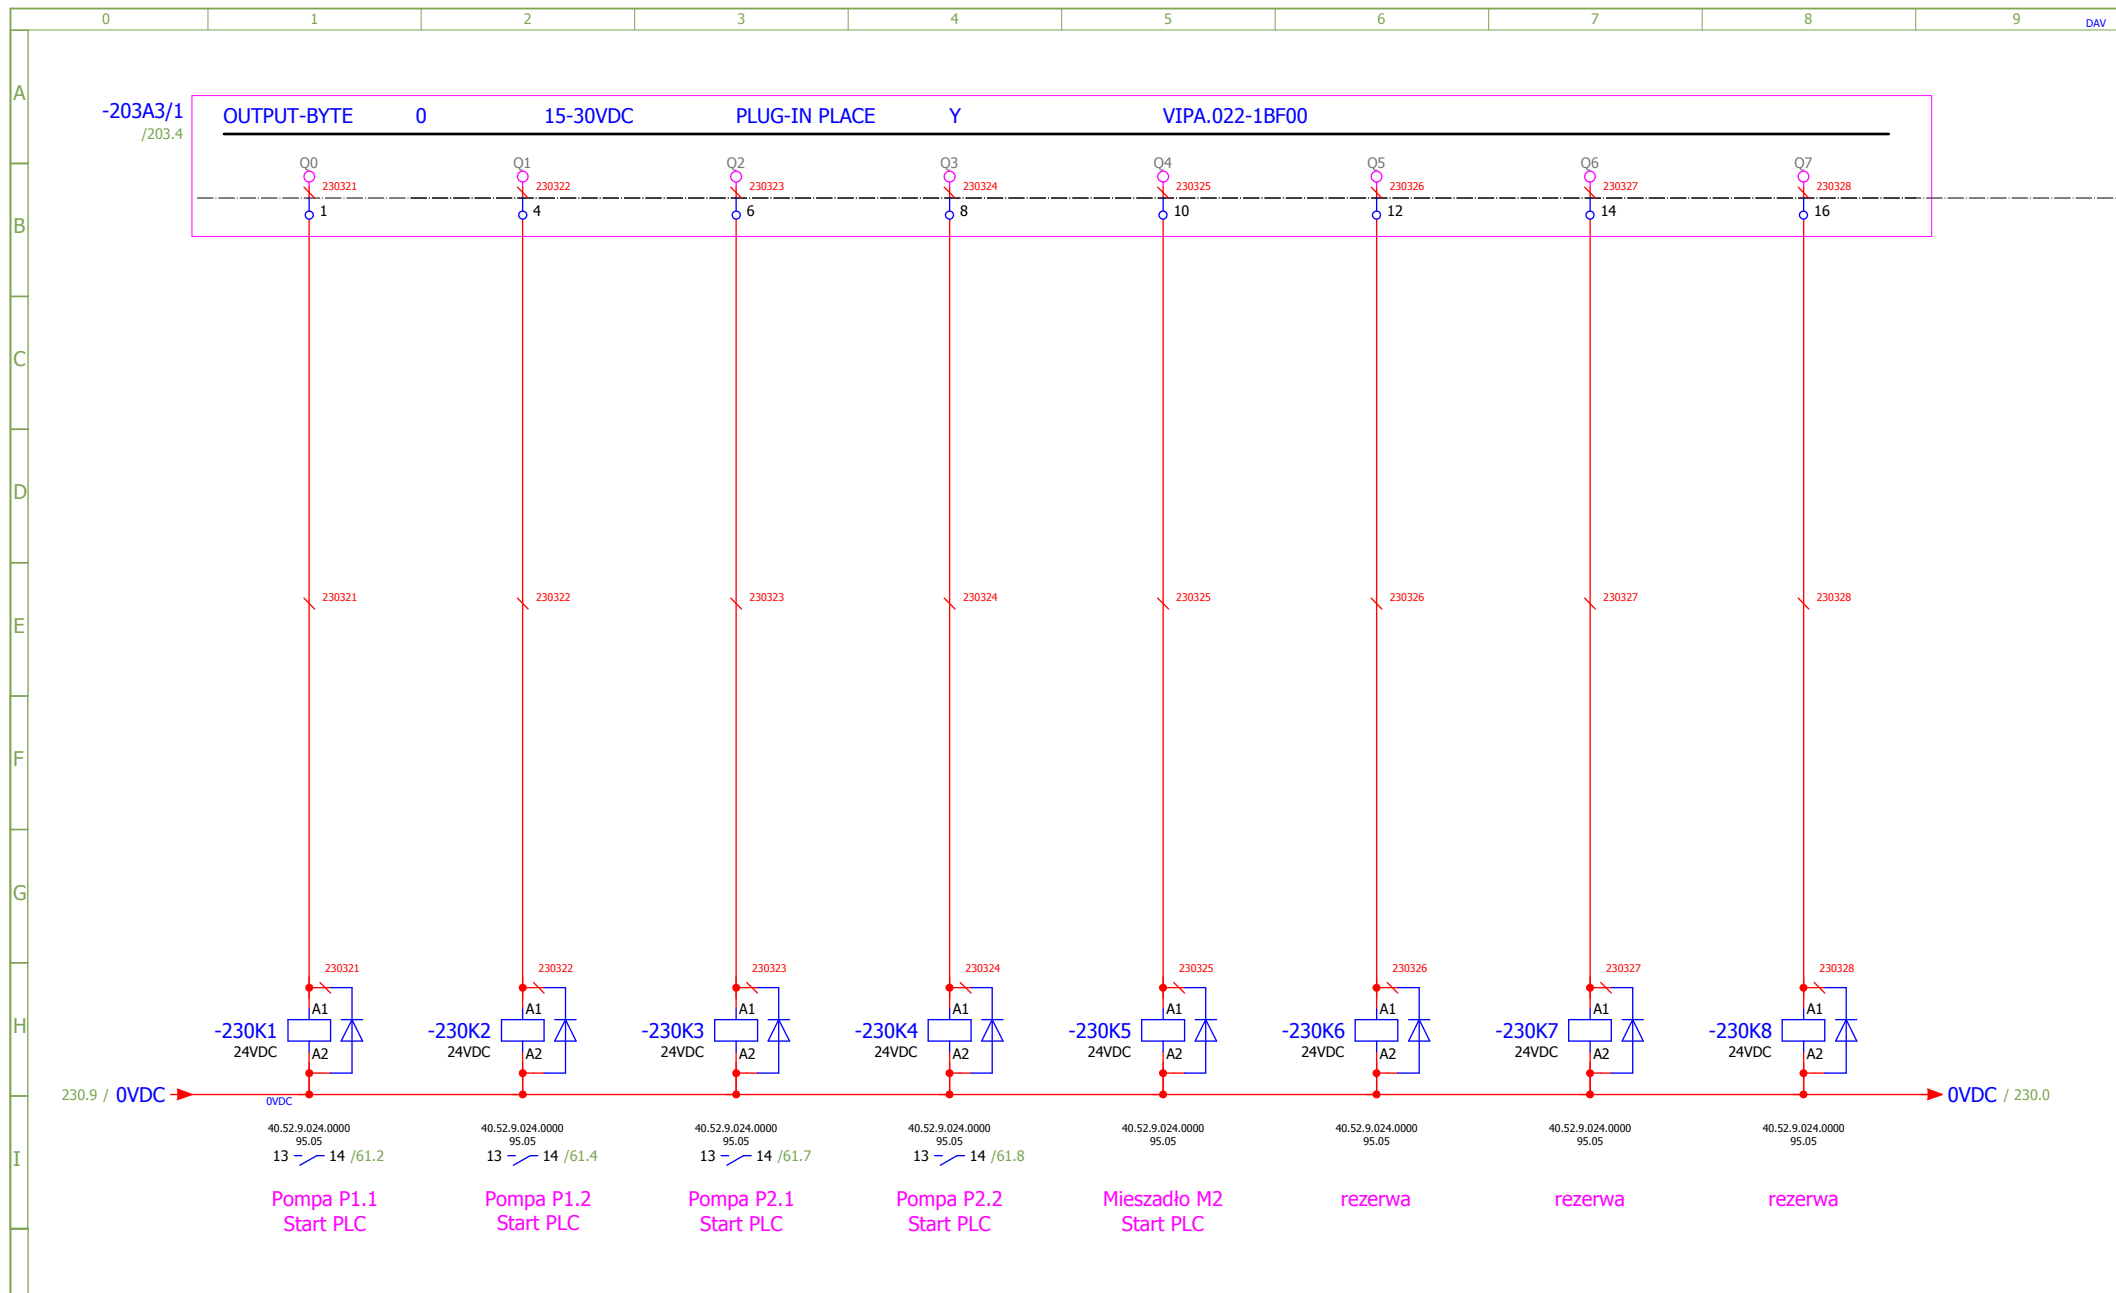 0 1 2 3 4 5 6 7 8 9 DAV
A
-203A3/1 OUTPUT-BYTE 0 15-30VDC PLUG-IN PLACE Y VIPA.022-1BF00
/203.4
Q0 Q1 Q2 Q3 Q4 Q5 Q6 Q7
230321 230322 230323 230324 230325 230326 230327 230328
1 4 6 8 10 12 14 16
B
C
D
230321 230322 230323 230324 230325 230326 230327 230328
E
F
G
230321 230322 230323 230324 230325 230326 230327 230328
A1 A1 A1 A1 A1 A1 A1 A1
H -230K1 -230K2 -230K3 -230K4 -230K5 -230K6 -230K7 -230K8
24VDC A2 24VDC A2 24VDC A2 24VDC A2 24VDC A2 24VDC A2 24VDC A2 24VDC A2
230.9 / 0VDC 0VDC 0VDC / 230.0
40.52.9.024.0000 40.52.9.024.0000 40.52.9.024.0000 40.52.9.024.0000 40.52.9.024.0000 40.52.9.024.0000 40.52.9.024.0000 40.52.9.024.0000
95.05 95.05 95.05 95.05 95.05 95.05 95.05 95.05
I 13 14 /61.2 13 14 /61.4 13 14 /61.7 13 14 /61.8
Pompa P1.1 Pompa P1.2 Pompa P2.1 Pompa P2.2 Mieszadło M2 rezerwa rezerwa rezerwa
Start PLC Start PLC Start PLC Start PLC Start PLC